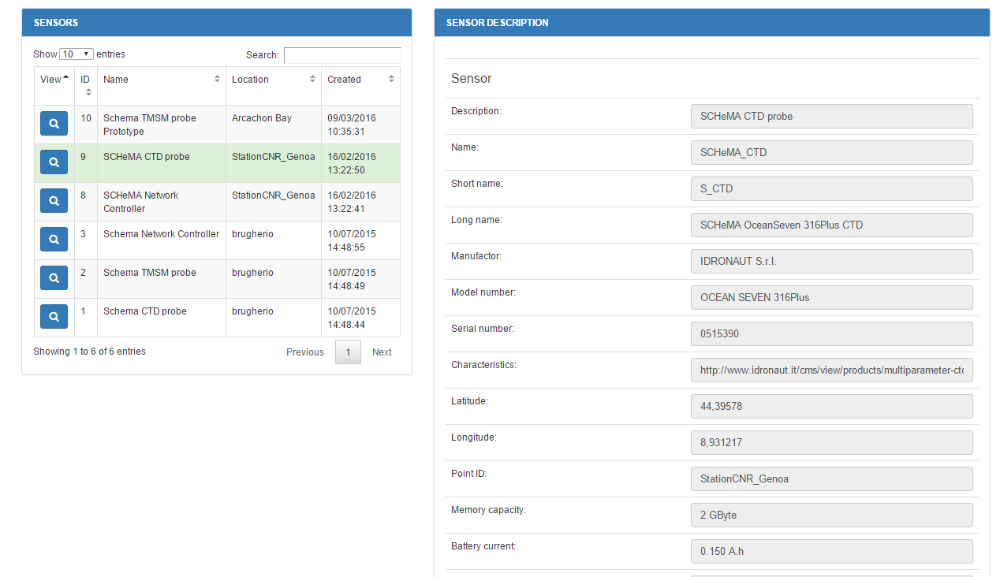 SENSORS
Show 10 entries
Search:
View ID Name Location Created
10 Schema TMSM probe Prototype Arcachon Bay 09/03/2016 10:35:31
9 SCHeMA CTD probe StationCNR_Genoa 16/02/2016 13:22:50
8 SCHeMA Network Controller StationCNR_Genoa 16/02/2016 13:22:41
3 Schema Network Controller brugherio 10/07/2015 14:48:55
2 Schema TMSM probe brugherio 10/07/2015 14:48:49
1 Schema CTD probe brugherio 10/07/2015 14:48:44
Showing 1 to 6 of 6 entries
Previous 1 Next
SENSOR DESCRIPTION
Sensor
Description: SCHeMA CTD probe
Name: SCHeMA_CTD
Short name: S_CTD
Long name: SCHeMA OceanSeven 316Plus CTD
Manufactor: IDRONAUT S.r.l.
Model number: OCEAN SEVEN 316Plus
Serial number: 0515390
Characteristics: http://www.idronaut.it/cms/view/products/multiparameter-ctd
Latitude: 44,39578
Longitude: 8,931217
Point ID: StationCNR_Genoa
Memory capacity: 2 GByte
Battery current: 0.150 A.h